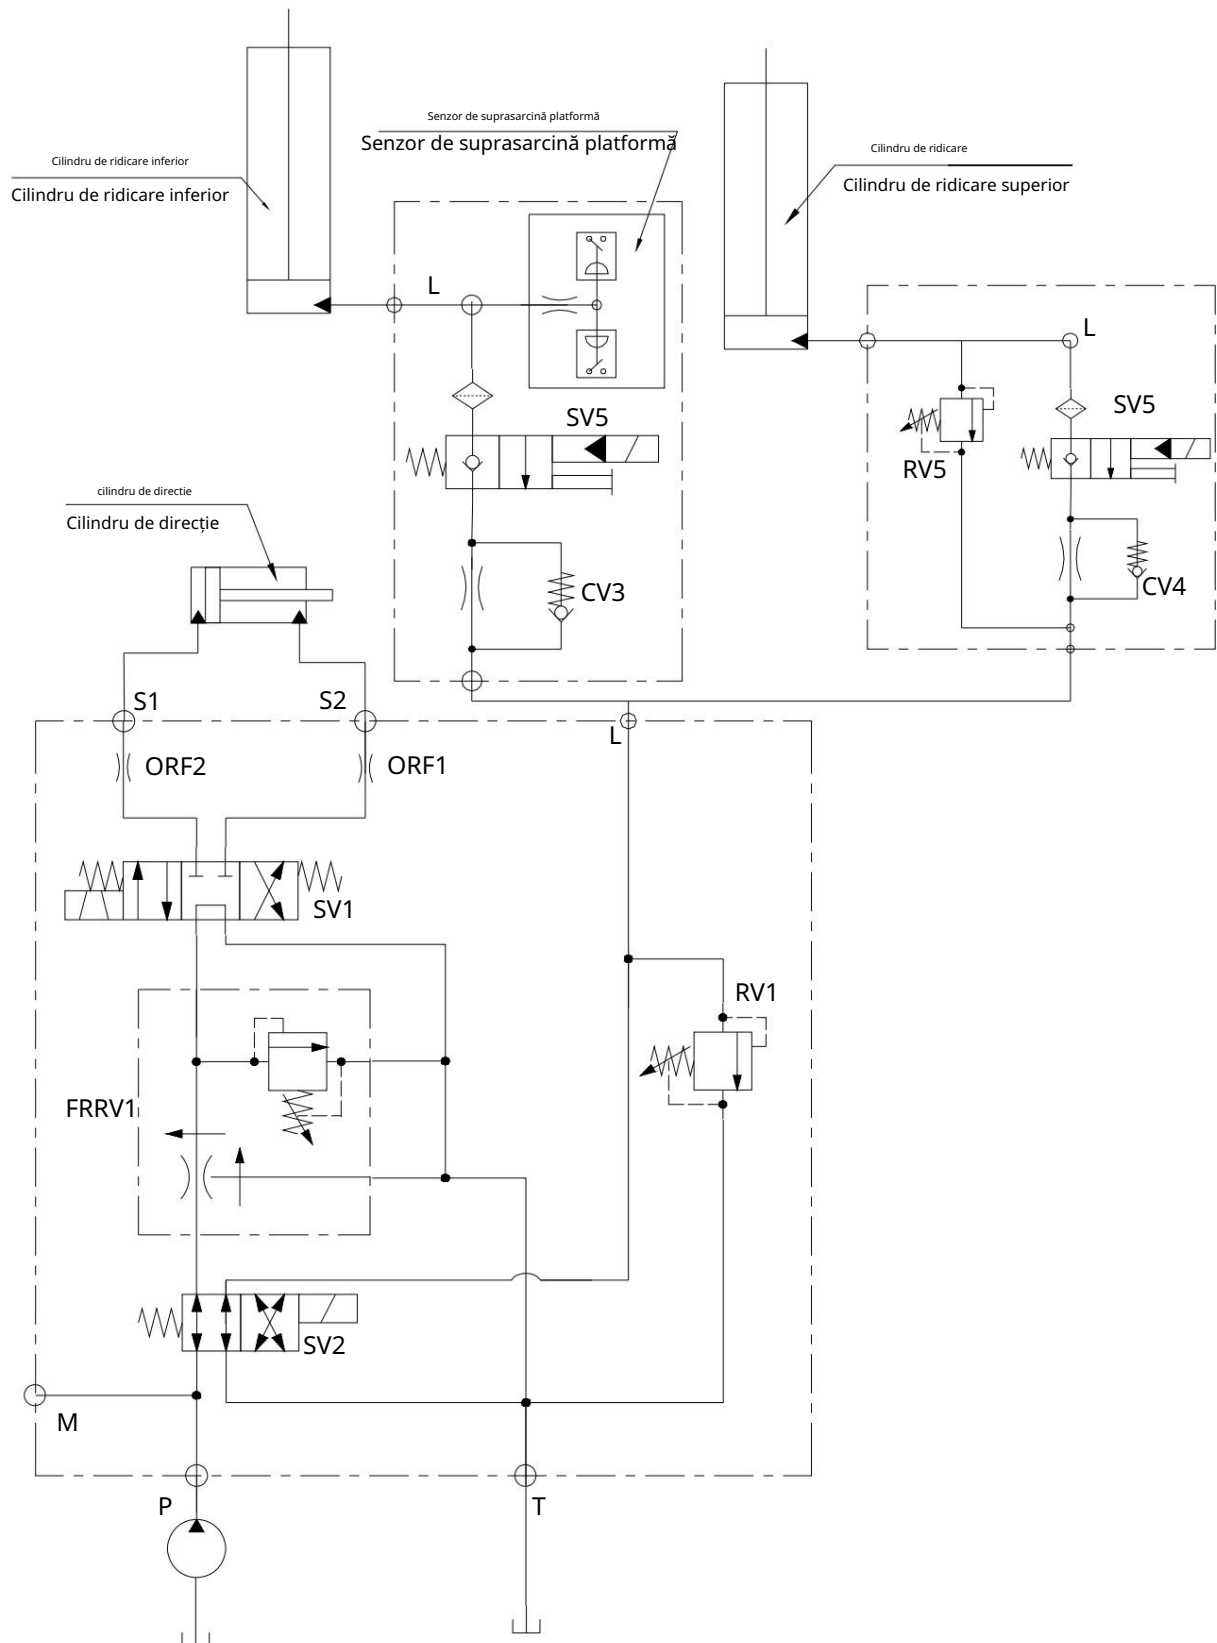 Senzor de suprasarcină platformă
Senzor de suprasarcină platformă
Cilindru de ridicare
Cilindru de ridicare superior
Cilindru de ridicare inferior
Cilindru de ridicare inferior
L
L
SV5
SV5
RV5
cilindru de directie
Cilindru de direcție
CV3
CV4
S1
S2
L
ORF2
ORF1
SV1
RV1
FRRV1
SV2
M
P
T